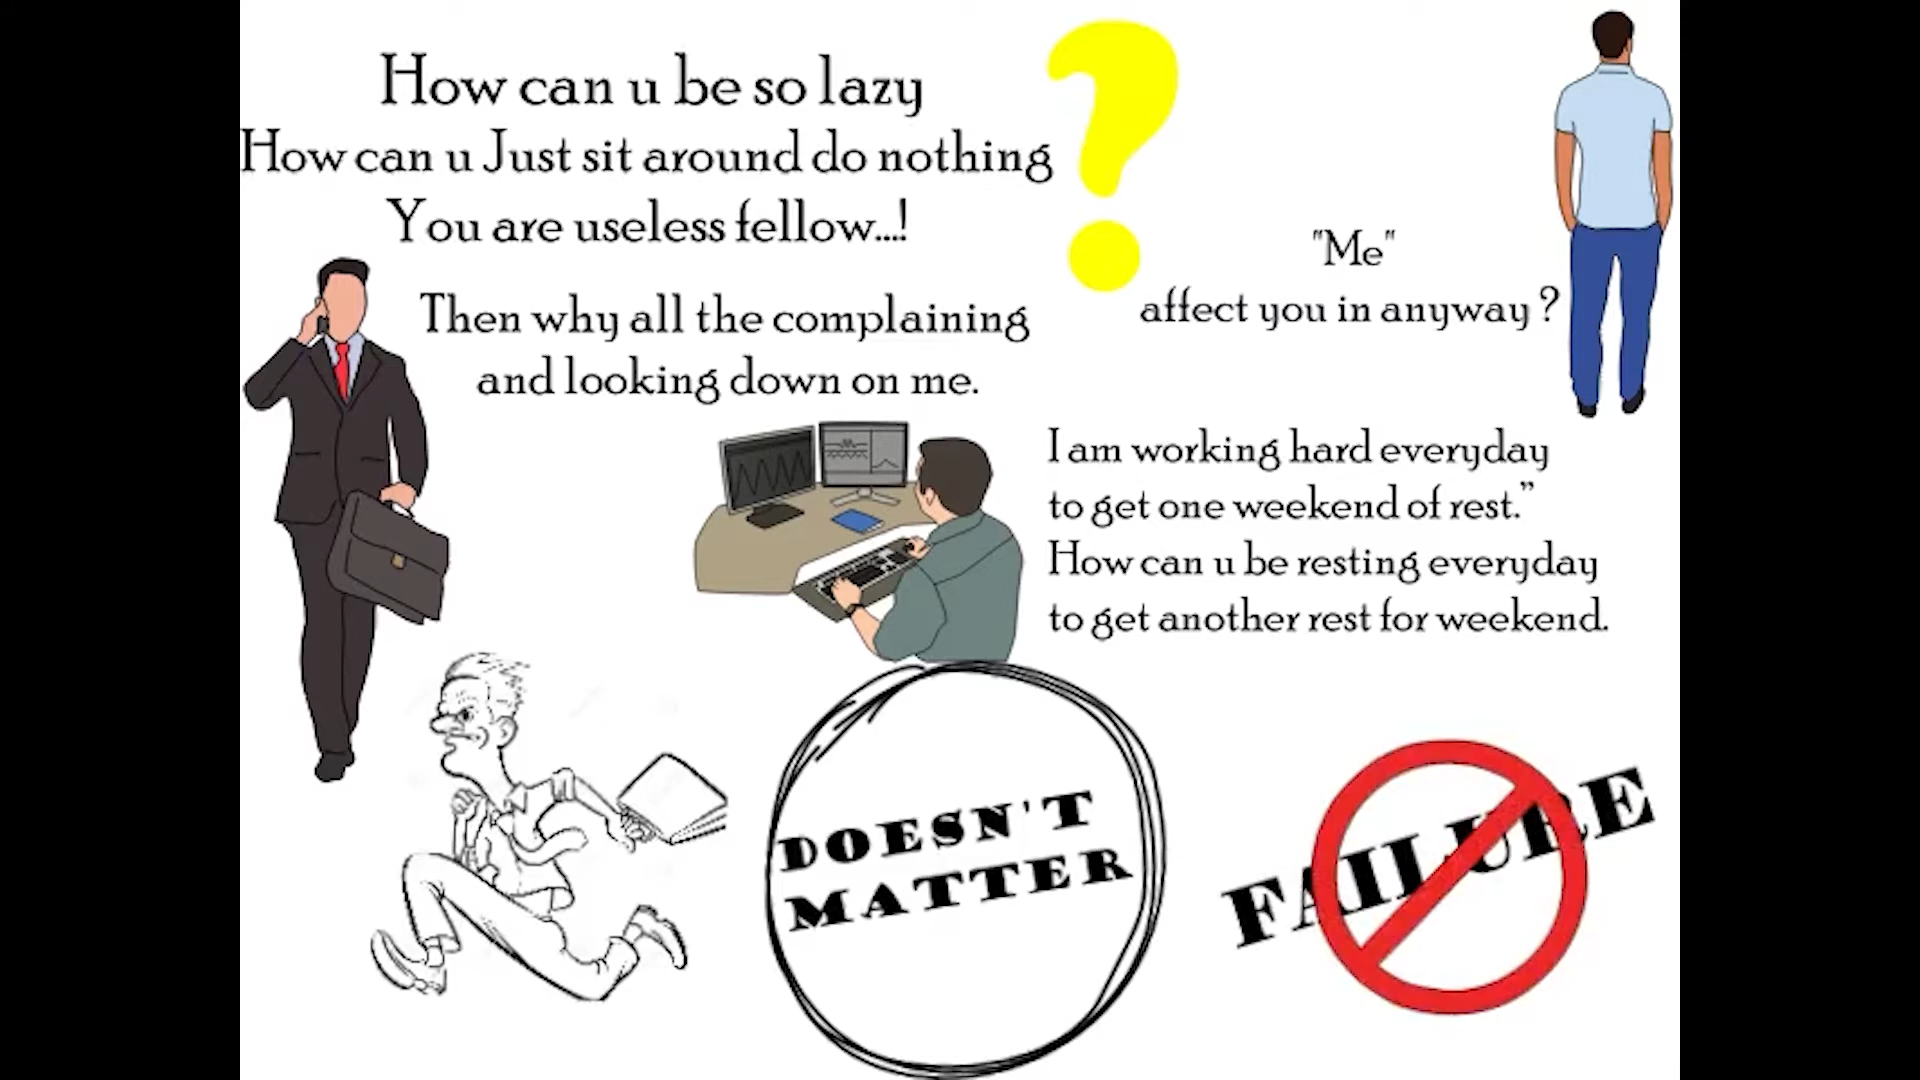 How can u be so lazy
How can u Just sit around do nothing
You are useless fellow...!
?
"Me"
affect you in anyway ?
Then why all the complaining
and looking down on me.
I am working hard everyday
to get one weekend of rest.”
How can u be resting everyday
to get another rest for weekend.
DOESN'T
MATTER
FAILURE